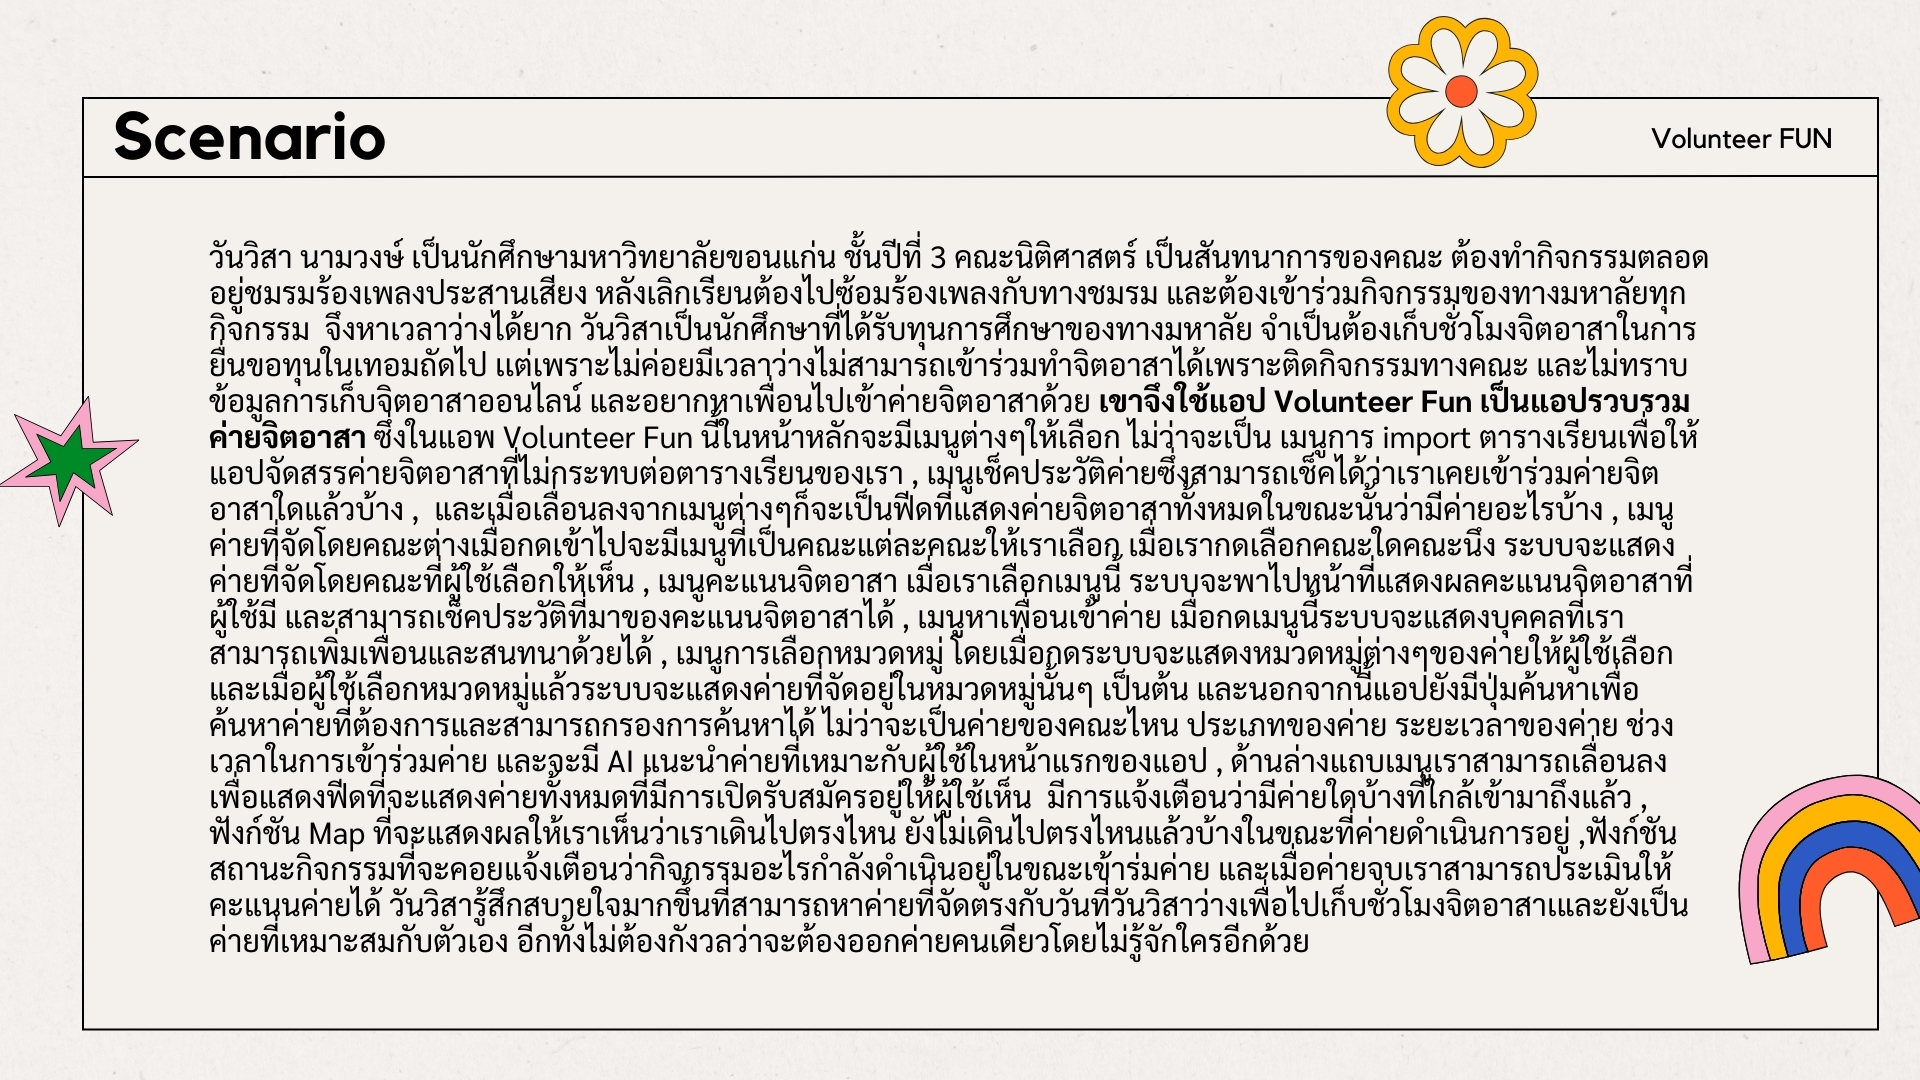 Scenario
Volunteer FUN
วันวิสา นามวงษ์ เป็นนักศึกษามหาวิทยาลัยขอนแก่น ชั้นปีที่ 3 คณะนิติศาสตร์ เป็นสันทนาการของคณะ ต้องทำกิจกรรมตลอด
อยู่ชมรมร้องเพลงประสานเสียง หลังเลิกเรียนต้องไปซ้อมร้องเพลงกับทางชมรม และต้องเข้าร่วมกิจกรรมของทางมหาลัยทุก
กิจกรรม  จึงหาเวลาว่างได้ยาก วันวิสาเป็นนักศึกษาที่ได้รับทุนการศึกษาของทางมหาลัย จำเป็นต้องเก็บชั่วโมงจิตอาสาในการ
ยื่นขอทุนในเทอมถัดไป แต่เพราะไม่ค่อยมีเวลาว่างไม่สามารถเข้าร่วมทำจิตอาสาได้เพราะติดกิจกรรมทางคณะ และไม่ทราบ
ข้อมูลการเก็บจิตอาสาออนไลน์ และอยากหาเพื่อนไปเข้าค่ายจิตอาสาด้วย เขาจึงใช้แอป Volunteer Fun เป็นแอปรวบรวม
ค่ายจิตอาสา ซึ่งในแอพ Volunteer Fun นี้ในหน้าหลักจะมีเมนูต่างๆให้เลือก ไม่ว่าจะเป็น เมนูการ import ตารางเรียนเพื่อให้
แอปจัดสรรค่ายจิตอาสาที่ไม่กระทบต่อตารางเรียนของเรา , เมนูเช็คประวัติค่ายซึ่งสามารถเช็คได้ว่าเราเคยเข้าร่วมค่ายจิต
อาสาใดแล้วบ้าง ,  และเมื่อเลื่อนลงจากเมนูต่างๆก็จะเป็นฟีดที่แสดงค่ายจิตอาสาทั้งหมดในขณะนั้นว่ามีค่ายอะไรบ้าง , เมนู
ค่ายที่จัดโดยคณะต่างเมื่อกดเข้าไปจะมีเมนูที่เป็นคณะแต่ละคณะให้เราเลือก เมื่อเรากดเลือกคณะใดคณะนึง ระบบจะแสดง
ค่ายที่จัดโดยคณะที่ผู้ใช้เลือกให้เห็น , เมนูคะแนนจิตอาสา เมื่อเราเลือกเมนูนี้ ระบบจะพาไปหน้าที่แสดงผลคะแนนจิตอาสาที่
ผู้ใช้มี และสามารถเช็คประวัติที่มาของคะแนนจิตอาสาได้ , เมนูหาเพื่อนเข้าค่าย เมื่อกดเมนูนี้ระบบจะแสดงบุคคลที่เรา
สามารถเพิ่มเพื่อนและสนทนาด้วยได้ , เมนูการเลือกหมวดหมู่ โดยเมื่อกดระบบจะแสดงหมวดหมู่ต่างๆของค่ายให้ผู้ใช้เลือก
และเมื่อผู้ใช้เลือกหมวดหมู่แล้วระบบจะแสดงค่ายที่จัดอยู่ในหมวดหมู่นั้นๆ เป็นต้น และนอกจากนี้แอปยังมีปุ่มค้นหาเพื่อ
ค้นหาค่ายที่ต้องการและสามารถกรองการค้นหาได้ ไม่ว่าจะเป็นค่ายของคณะไหน ประเภทของค่าย ระยะเวลาของค่าย ช่วง
เวลาในการเข้าร่วมค่าย และจะมี AI แนะนำค่ายที่เหมาะกับผู้ใช้ในหน้าแรกของแอป , ด้านล่างแถบเมนูเราสามารถเลื่อนลง
เพื่อแสดงฟีดที่จะแสดงค่ายทั้งหมดที่มีการเปิดรับสมัครอยู่ให้ผู้ใช้เห็น  มีการแจ้งเตือนว่ามีค่ายใดบ้างที่ใกล้เข้ามาถึงแล้ว ,
ฟังก์ชัน Map ที่จะแสดงผลให้เราเห็นว่าเราเดินไปตรงไหน ยังไม่เดินไปตรงไหนแล้วบ้างในขณะที่ค่ายดำเนินการอยู่ ,ฟังก์ชัน
สถานะกิจกรรมที่จะคอยแจ้งเตือนว่ากิจกรรมอะไรกำลังดำเนินอยู่ในขณะเข้าร่มค่าย และเมื่อค่ายจบเราสามารถประเมินให้
คะแนนค่ายได้ วันวิสารู้สึกสบายใจมากขึ้นที่สามารถหาค่ายที่จัดตรงกับวันที่วันวิสาว่างเพื่อไปเก็บชั่วโมงจิตอาสาเและยังเป็น
ค่ายที่เหมาะสมกับตัวเอง อีกทั้งไม่ต้องกังวลว่าจะต้องออกค่ายคนเดียวโดยไม่รู้จักใครอีกด้วย